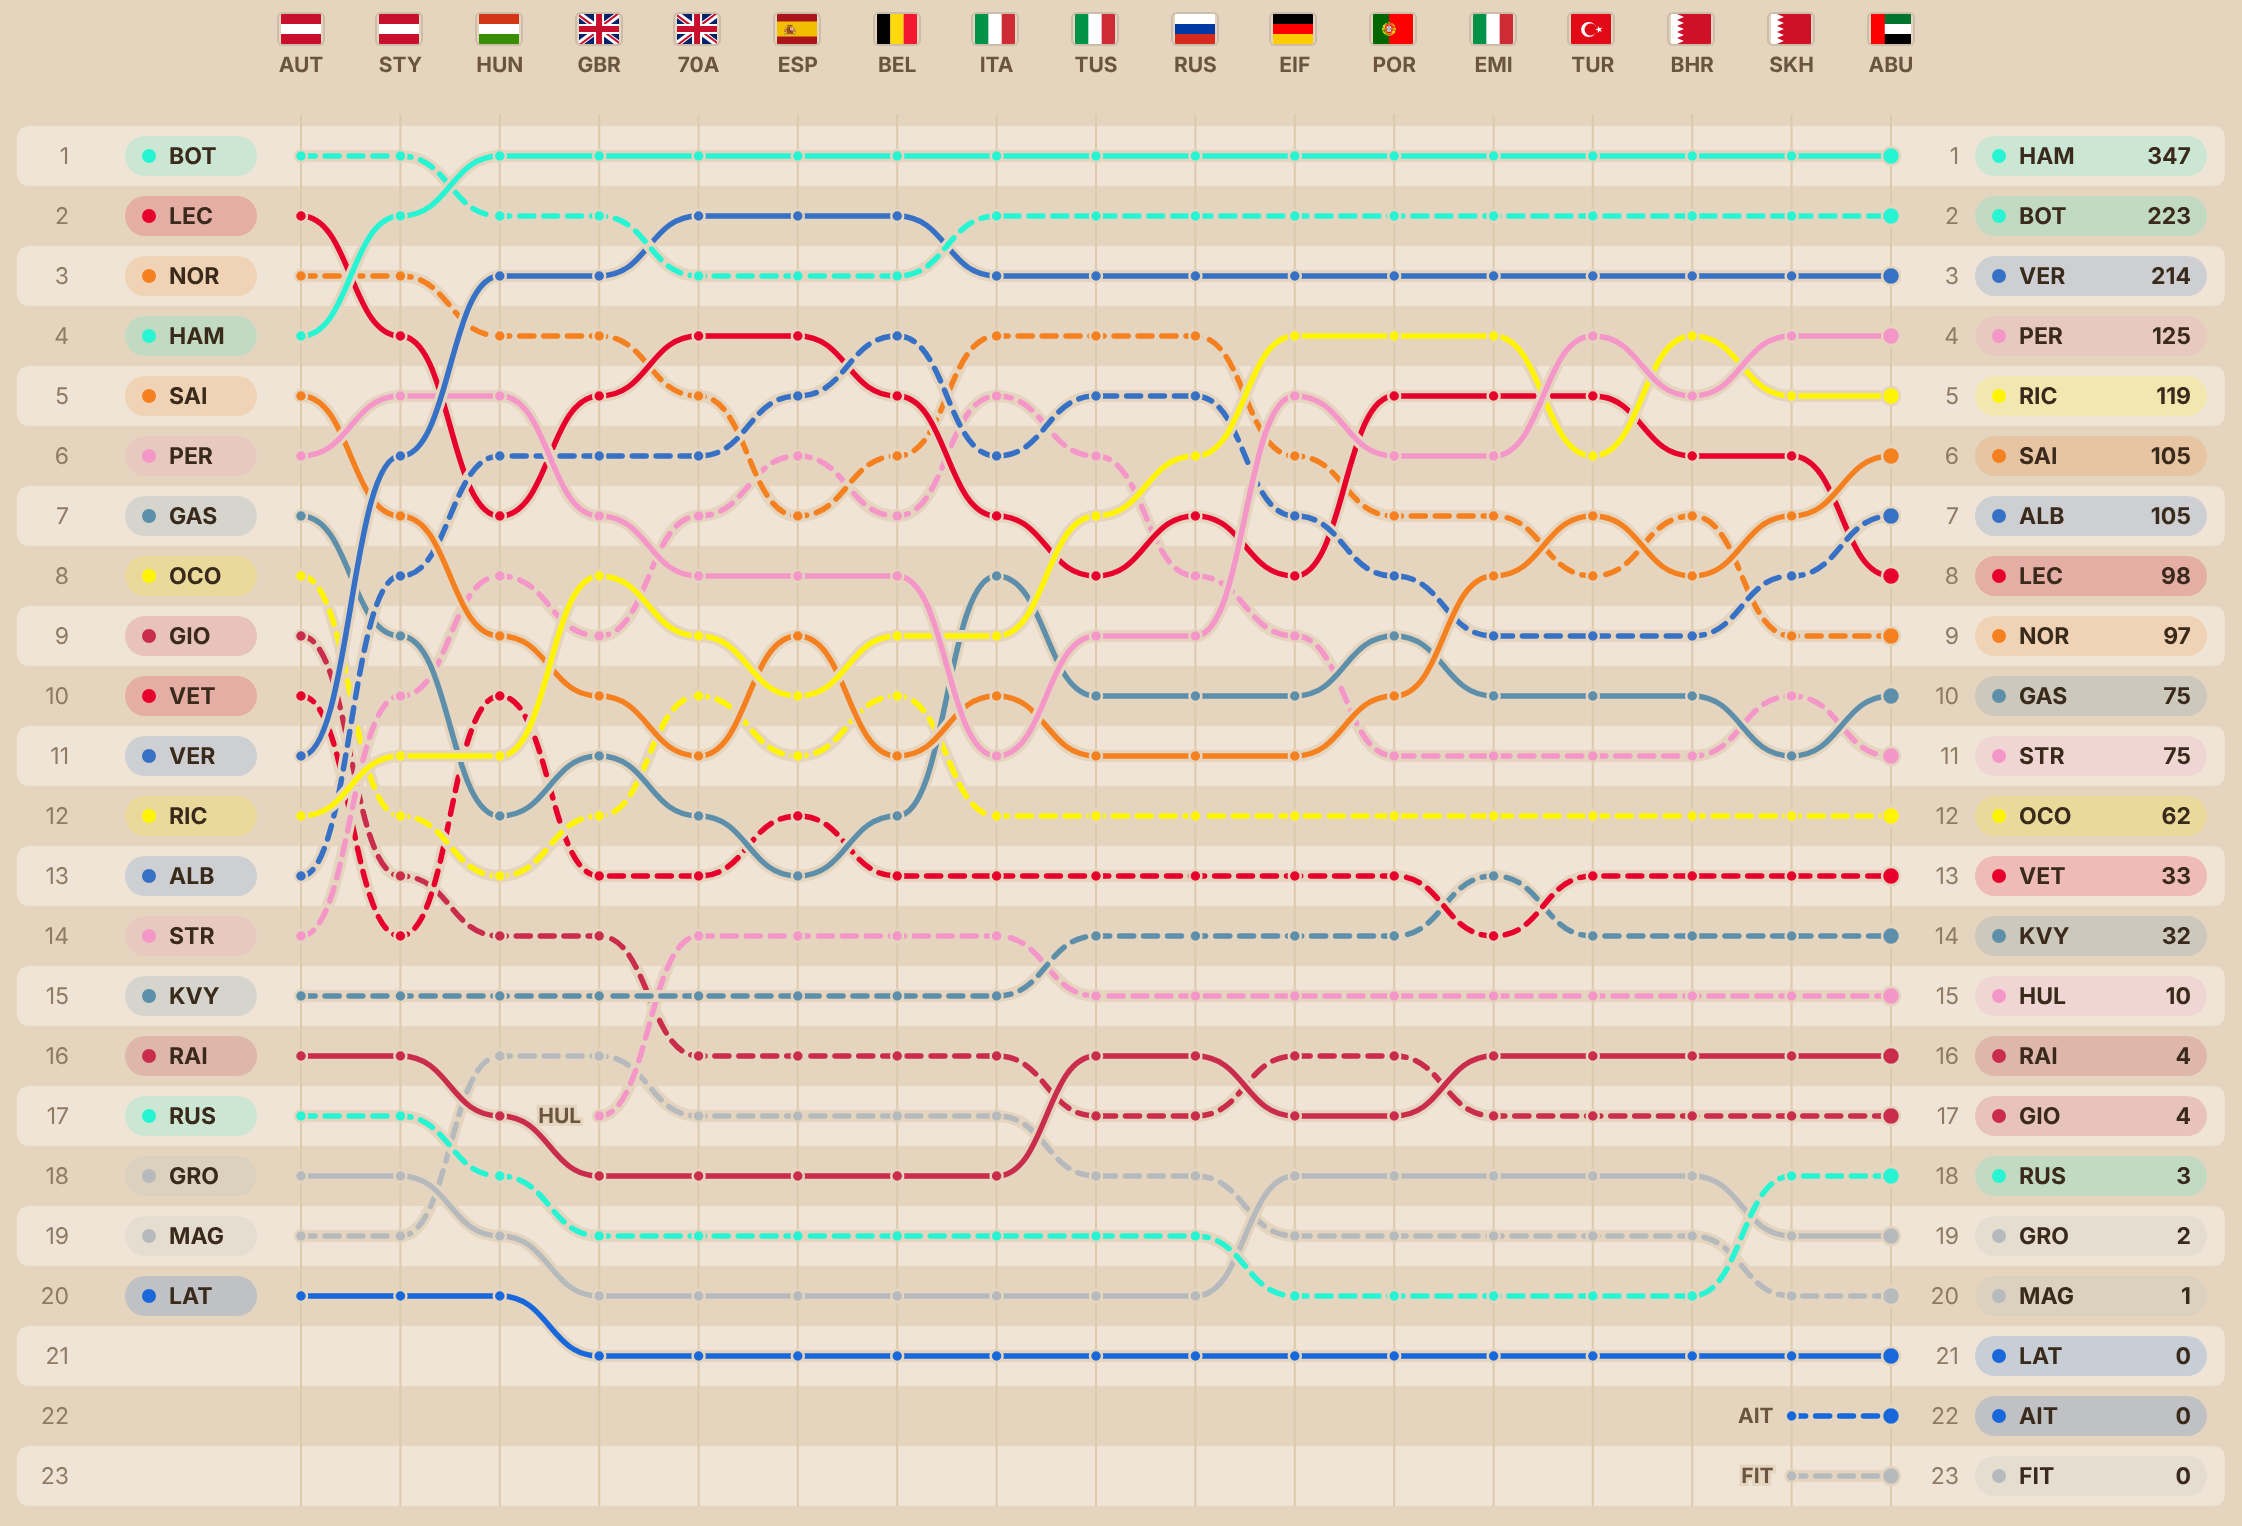 AUT STY HUN GBR 70A ESP BEL ITA TUS RUS EIF POR EMI TUR BHR SKH ABU
1 BOT 1 HAM 347
2 LEC 2 BOT 223
3 NOR 3 VER 214
4 HAM 4 PER 125
5 SAI 5 RIC 119
6 PER 6 SAI 105
7 GAS 7 ALB 105
8 OCO 8 LEC 98
9 GIO 9 NOR 97
10 VET 10 GAS 75
11 VER 11 STR 75
12 RIC 12 OCO 62
13 ALB 13 VET 33
14 STR 14 KVY 32
15 KVY 15 HUL 10
16 RAI 16 RAI 4
17 RUS HUL 17 GIO 4
18 GRO 18 RUS 3
19 MAG 19 GRO 2
20 LAT 20 MAG 1
21 21 LAT 0
22 AIT 22 AIT 0
23 FIT 23 FIT 0